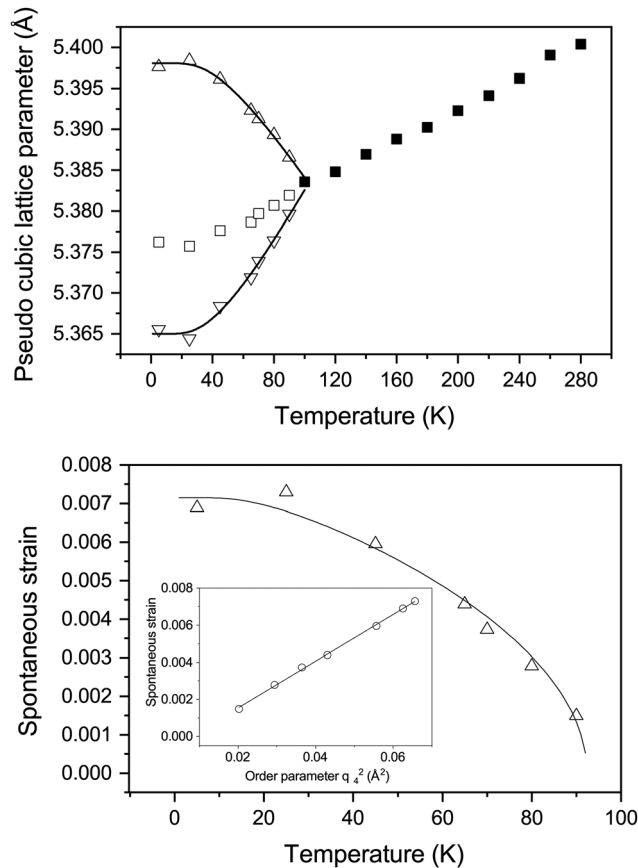 Pseudo cubic lattice parameter (Å)
5.400
5.395
5.390
5.385
5.380
5.375
5.370
5.365
0 40 80 120 160 200 240 280
Temperature (K)
Spontaneous strain
0.008
0.007
0.006
0.005
0.004
0.003
0.002
0.001
0.000
Spontaneous strain
0.008
0.006
0.004
0.002
0.000
0.02 0.04 0.06
Order parameter q₄² (Å²)
0 20 40 60 80 100
Temperature (K)